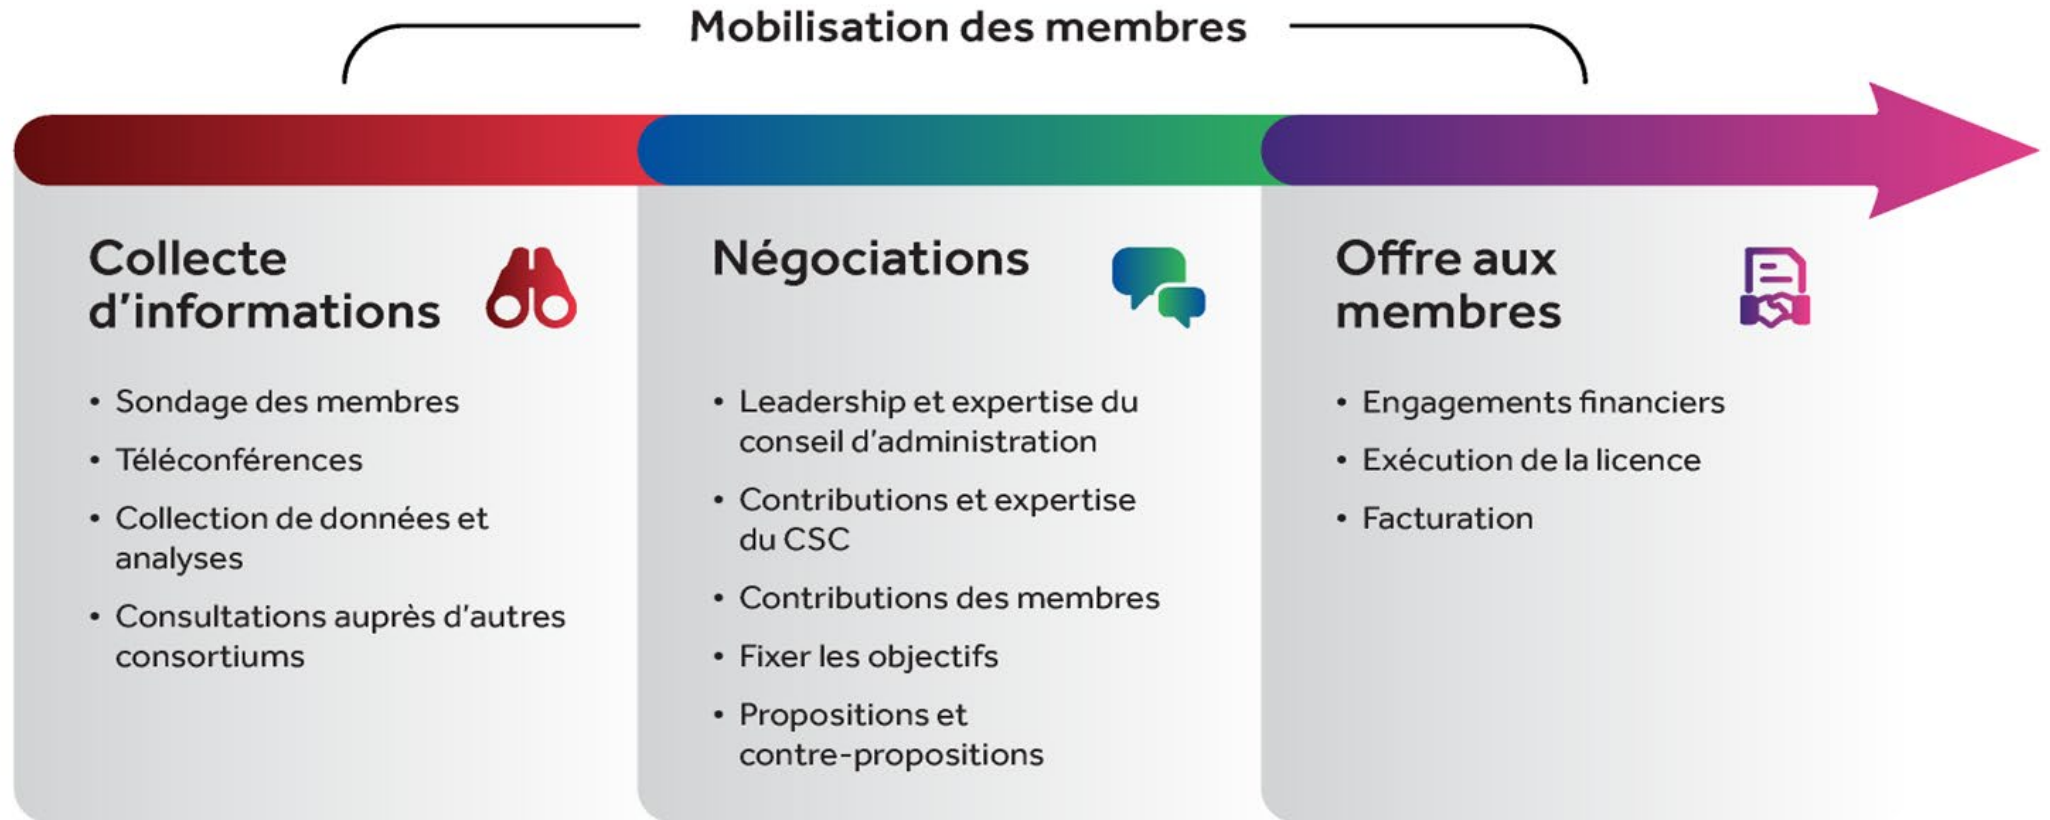 Mobilisation des membres
Collecte
d’informations
• Sondage des membres
• Téléconférences
• Collection de données et
analyses
• Consultations auprès d’autres
consortiums
Négociations
• Leadership et expertise du
conseil d’administration
• Contributions et expertise
du CSC
• Contributions des membres
• Fixer les objectifs
• Propositions et
contre-propositions
Offre aux
membres
• Engagements financiers
• Exécution de la licence
• Facturation